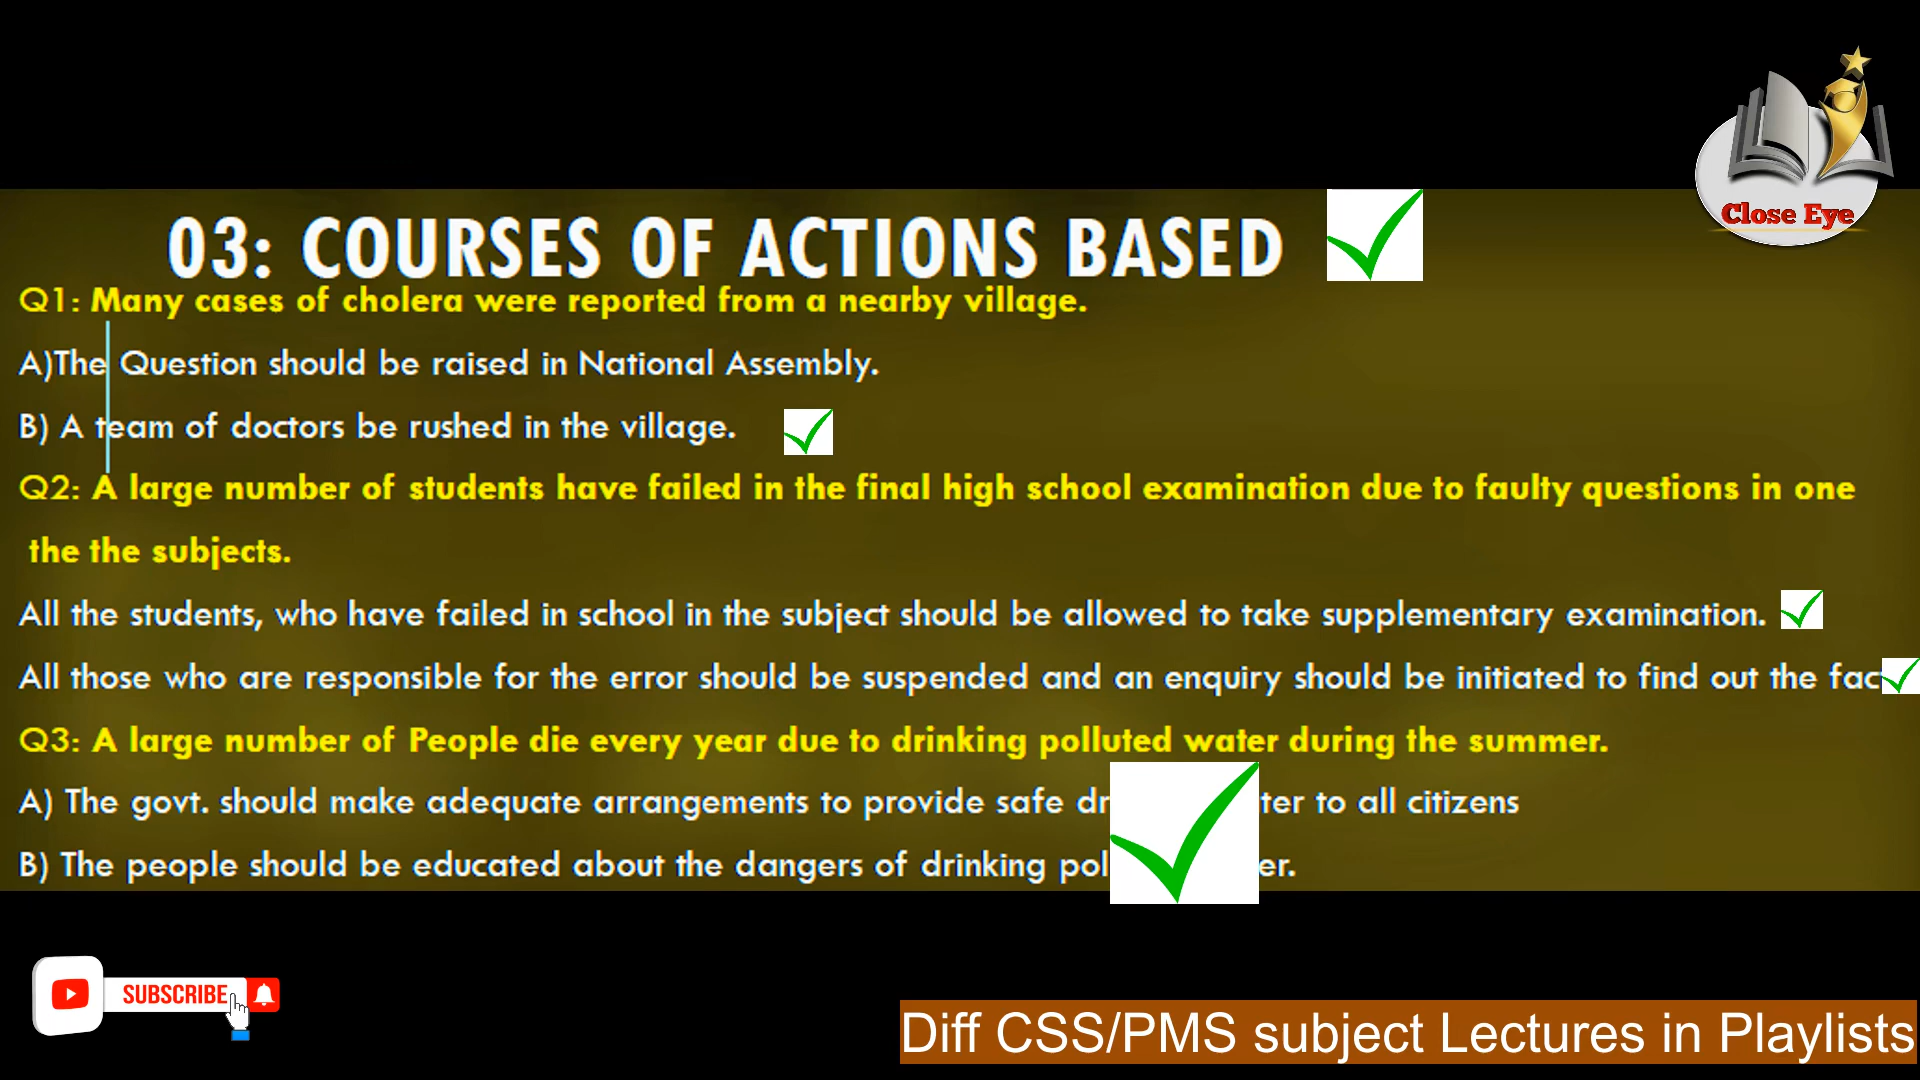 Close Eye
03: COURSES OF ACTIONS BASED
Q1: Many cases of cholera were reported from a nearby village.
A)The Question should be raised in National Assembly.
B) A team of doctors be rushed in the village.
Q2: A large number of students have failed in the final high school examination due to faulty questions in one
the the subjects.
All the students, who have failed in school in the subject should be allowed to take supplementary examination.
All those who are responsible for the error should be suspended and an enquiry should be initiated to find out the fac
Q3: A large number of People die every year due to drinking polluted water during the summer.
A) The govt. should make adequate arrangements to provide safe dr ter to all citizens
B) The people should be educated about the dangers of drinking pol er.
SUBSCRIBE
Diff CSS/PMS subject Lectures in Playlists